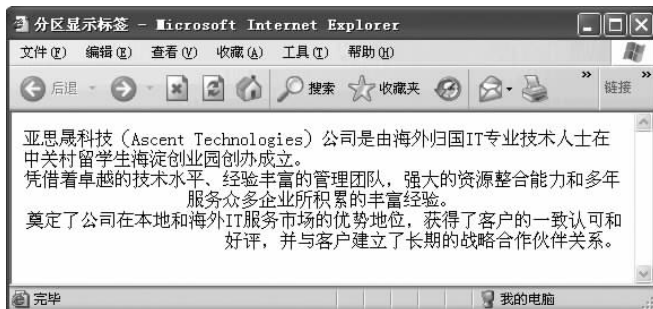 分区显示标签 - Microsoft Internet Explorer
文件(F) 编辑(E) 查看(V) 收藏(A) 工具(T) 帮助(H)
后退 搜索 收藏夹 » 链接 »
亚思晟科技（Ascent Technologies）公司是由海外归国IT专业技术人士在
中关村留学生海淀创业园创办成立。
凭借着卓越的技术水平、经验丰富的管理团队，强大的资源整合能力和多年
服务众多企业所积累的丰富经验。
奠定了公司在本地和海外IT服务市场的优势地位，获得了客户的一致认可和
好评，并与客户建立了长期的战略合作伙伴关系。
完毕 我的电脑